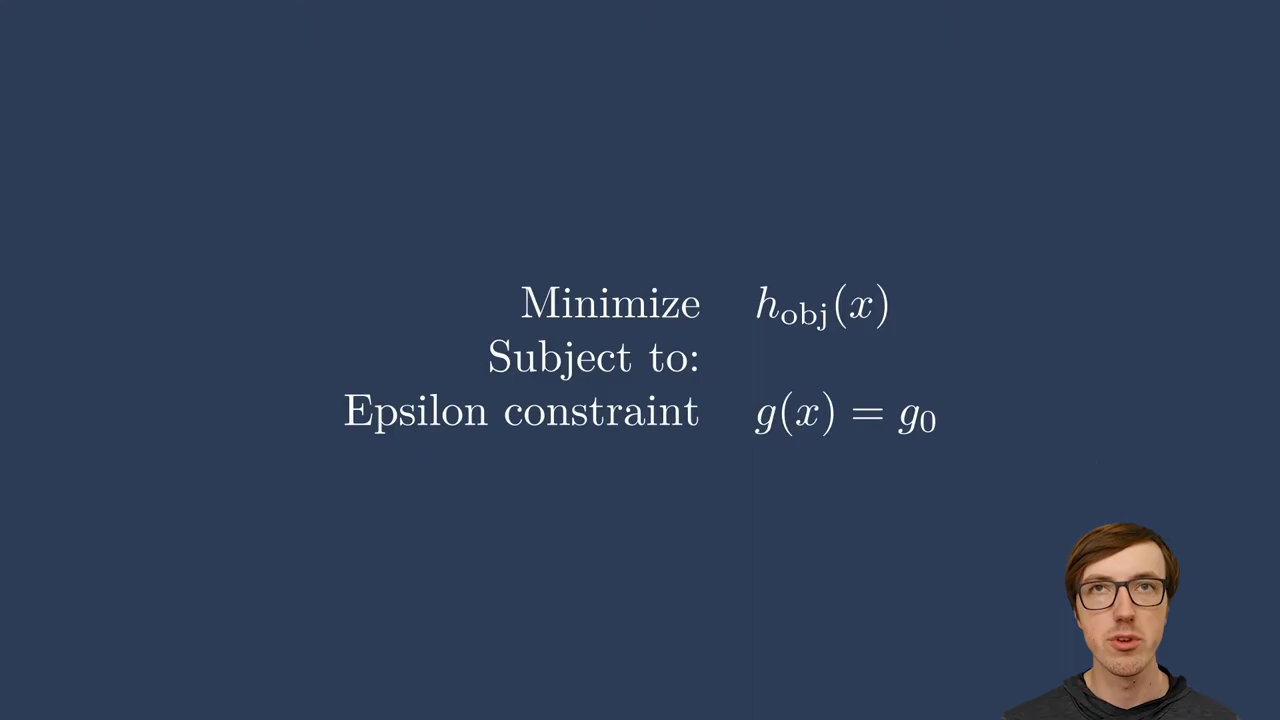 Minimize h_obj(x)
Subject to:
Epsilon constraint g(x) = g_0